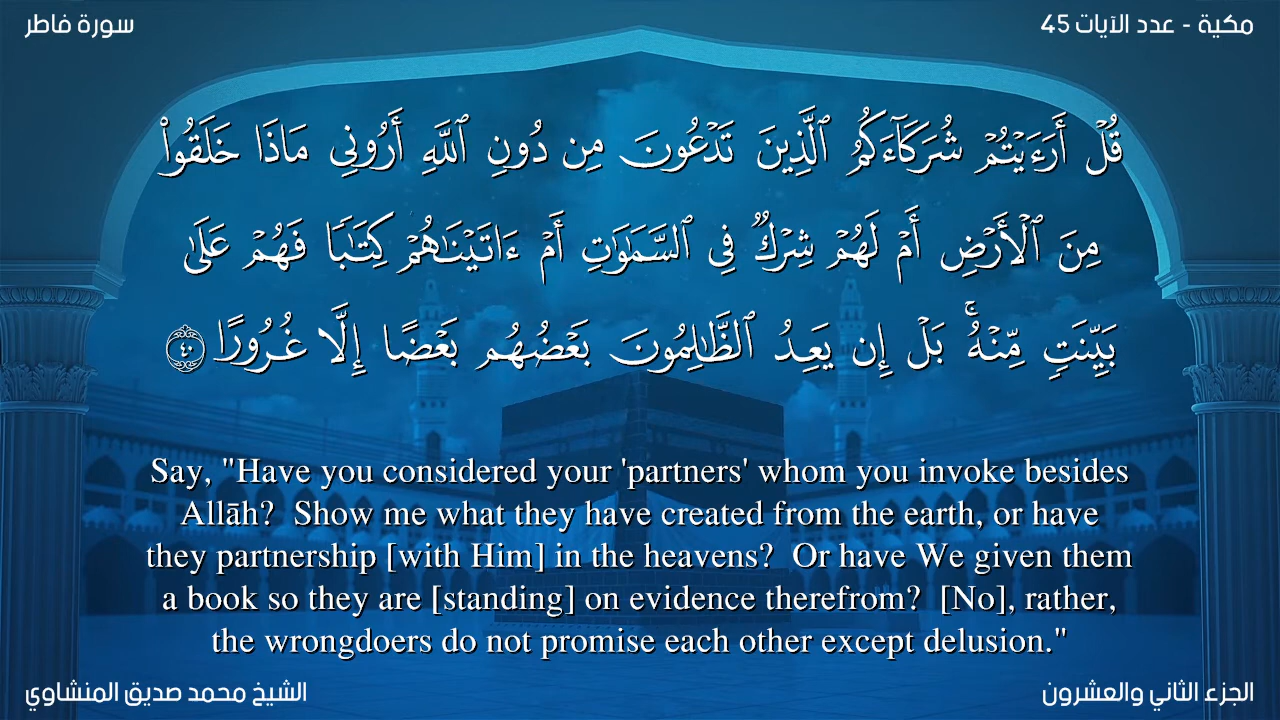 سورة فاطر
مكية - عدد الآيات 45
قُلْ أَرَءَيْتُمْ شُرَكَآءَكُمُ ٱلَّذِينَ تَدْعُونَ مِن دُونِ ٱللَّهِ أَرُونِى مَاذَا خَلَقُوا۟
مِنَ ٱلْأَرْضِ أَمْ لَهُمْ شِرْكٌ فِى ٱلسَّمَٰوَٰتِ أَمْ ءَاتَيْنَٰهُمْ كِتَٰبًا فَهُمْ عَلَىٰ
بَيِّنَتٍ مِّنْهُ ۚ بَلْ إِن يَعِدُ ٱلظَّٰلِمُونَ بَعْضُهُم بَعْضًا إِلَّا غُرُورًا ٤٠
Say, "Have you considered your 'partners' whom you invoke besides
Allāh?  Show me what they have created from the earth, or have
they partnership [with Him] in the heavens?  Or have We given them
a book so they are [standing] on evidence therefrom?  [No], rather,
the wrongdoers do not promise each other except delusion."
الشيخ محمد صديق المنشاوي
الجزء الثاني والعشرون